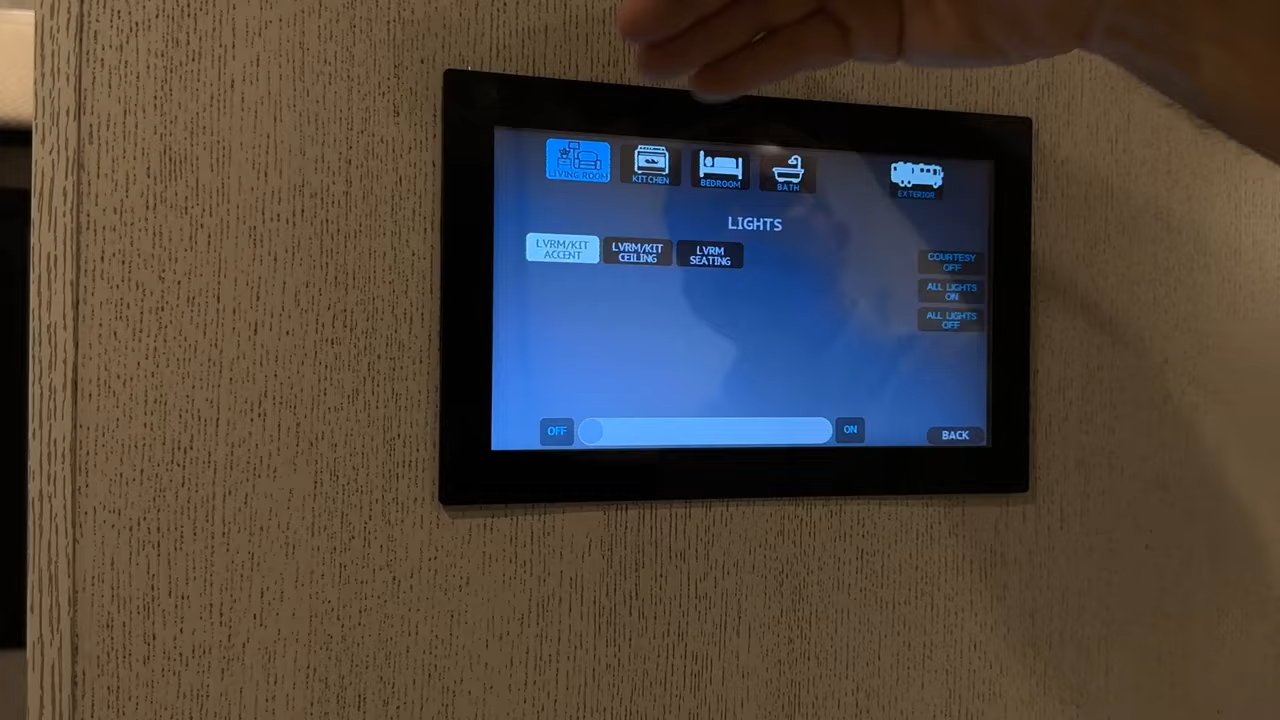 LIVING ROOM
KITCHEN
BEDROOM
BATH
EXTERIOR
LIGHTS
LVRM/KIT
ACCENT
LVRM/KIT
CEILING
LVRM
SEATING
COURTESY
OFF
ALL LIGHTS
ON
ALL LIGHTS
OFF
OFF
ON
BACK